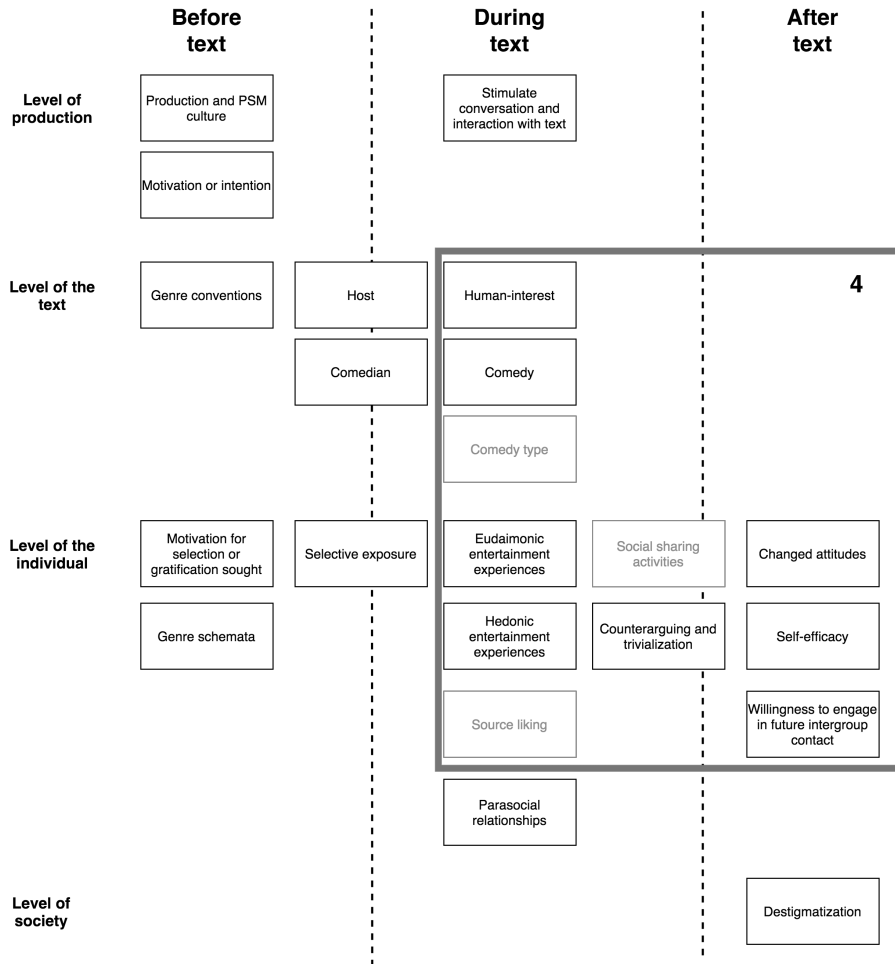 Before
text
During
text
After
text
Level of
production
Production and PSM
culture
Stimulate
conversation and
interaction with text
Motivation or intention
Level of the
text
Genre conventions
Host
Human-interest
4
Comedian
Comedy
Comedy type
Level of the
individual
Motivation for
selection or
gratification sought
Selective exposure
Eudaimonic
entertainment
experiences
Social sharing
activities
Changed attitudes
Genre schemata
Hedonic
entertainment
experiences
Counterarguing and
trivialization
Self-efficacy
Source liking
Willingness to engage
in future intergroup
contact
Parasocial
relationships
Level of
society
Destigmatization